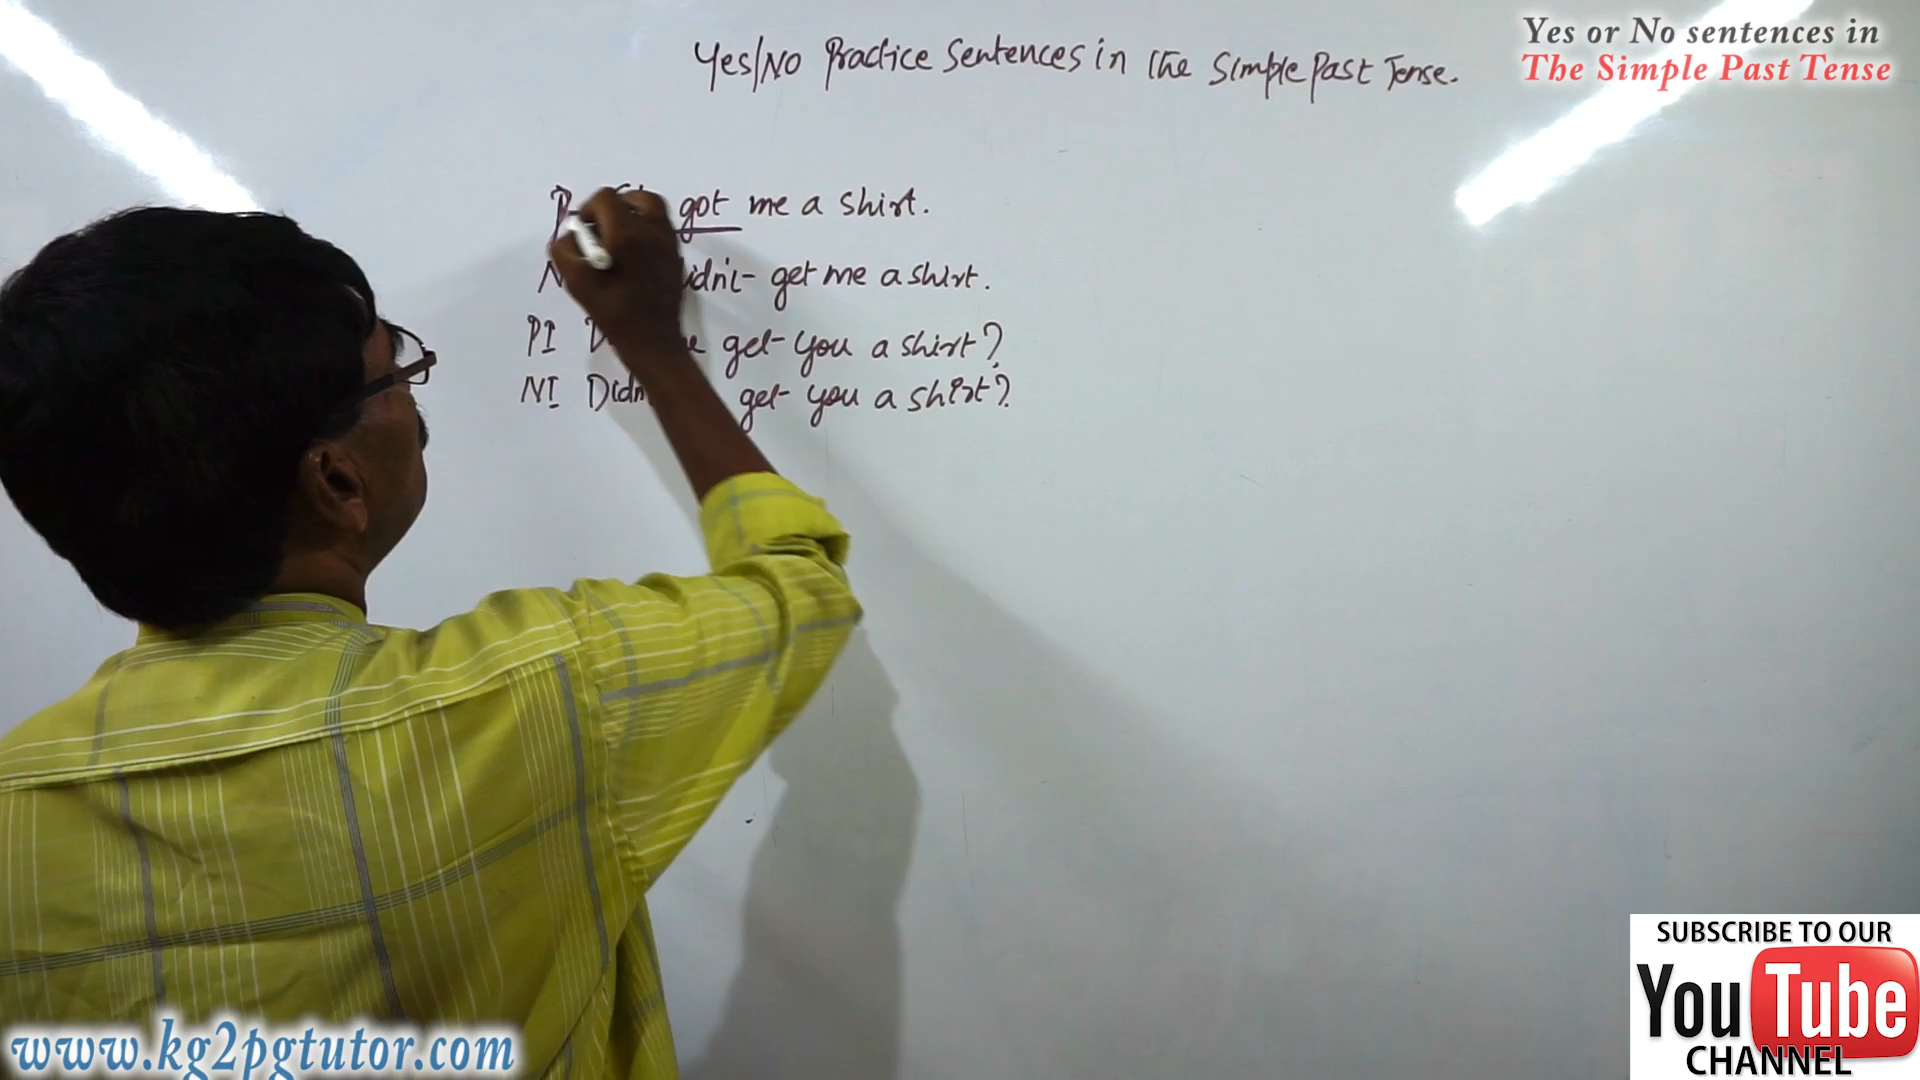 Yes or No sentences in
The Simple Past Tense
Yes/No Practice Sentences in the Simple Past Tense.
got me a shirt.
get me a shirt.
PI get you a shirt?
NI get you a shirt?
SUBSCRIBE TO OUR
YouTube
CHANNEL
www.kg2pgtutor.com